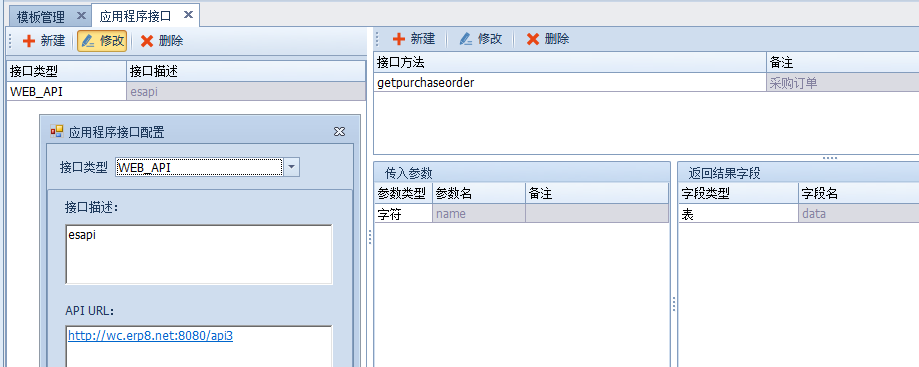 模板管理
应用程序接口
新建 修改 删除
接口类型 接口描述
WEB_API esapi
应用程序接口配置
接口类型 WEB_API
接口描述：
esapi
API URL：
http://wc.erp8.net:8080/api3
新建 修改 删除
接口方法 备注
getpurchaseorder 采购订单
传入参数
参数类型 参数名 备注
字符 name
返回结果字段
字段类型 字段名
表 data